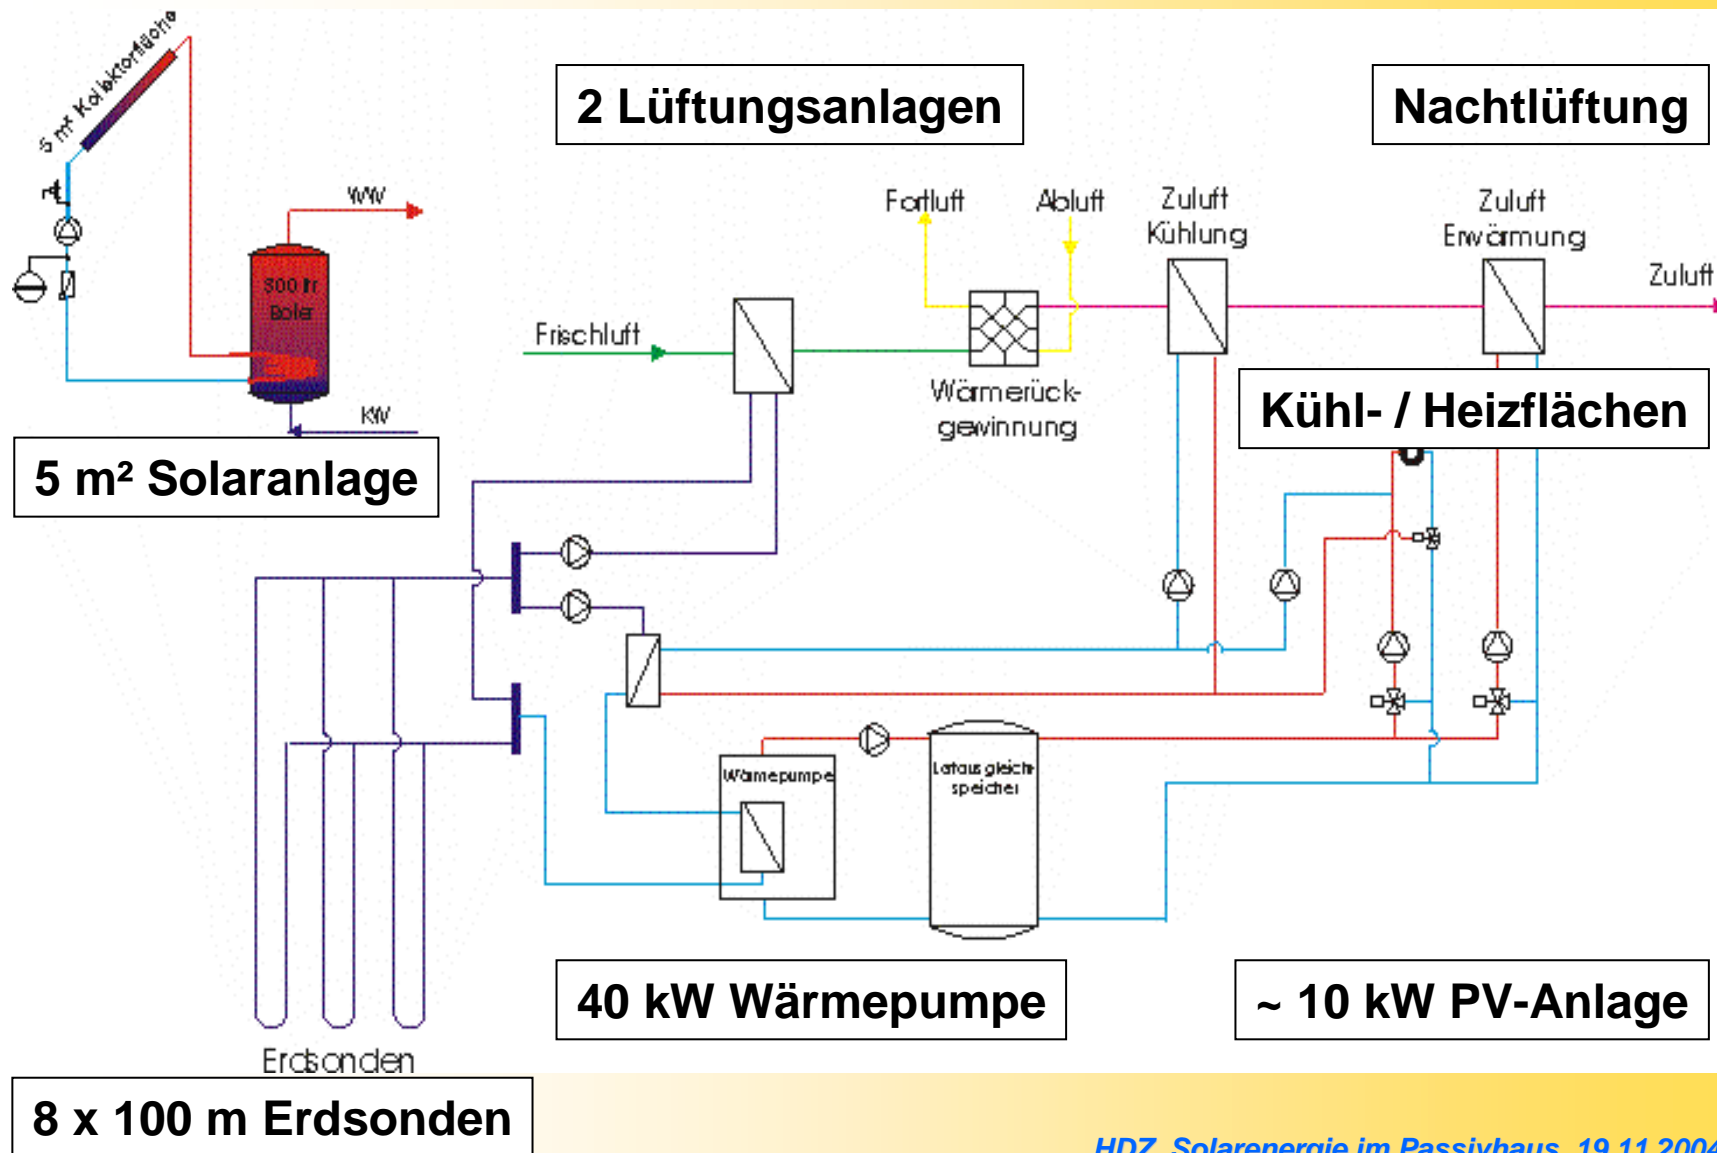 5 m² Kollektorfläche
2 Lüftungsanlagen
Nachtlüftung
WW
Fortluft
Abluft
Zuluft
Kühlung
Zuluft
Erwärmung
Zuluft
Boiler
Frischluft
Wärmerück-
gewinnung
KW
Kühl- / Heizflächen
5 m² Solaranlage
Wärmepumpe
Lastausgleich-
speicher
40 kW Wärmepumpe
~ 10 kW PV-Anlage
Erdsonden
8 x 100 m Erdsonden
HDZ, Solarenergie im Passivhaus, 19.11.2004